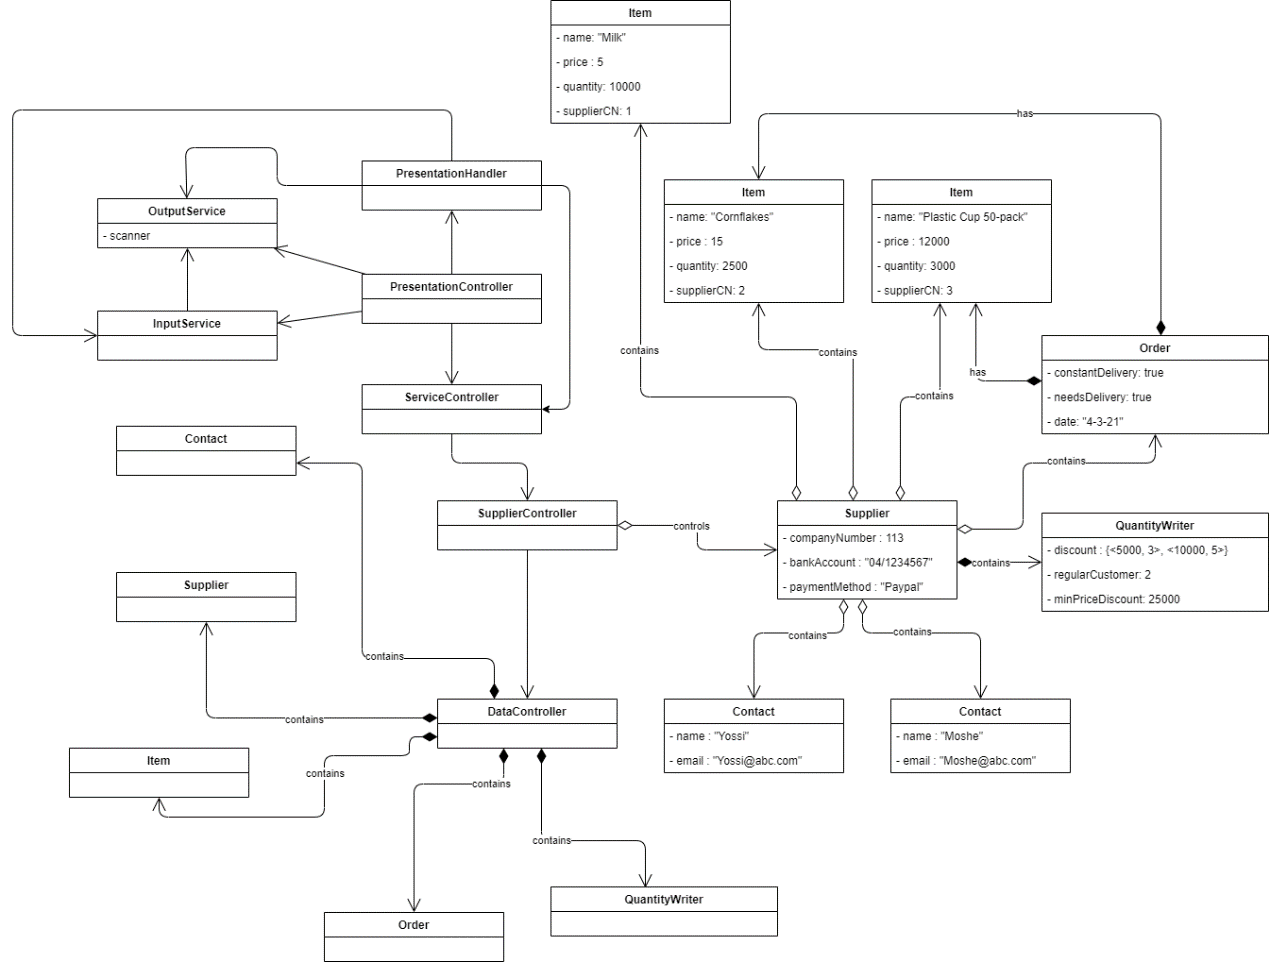 Item
- name: "Milk"
- price : 5
- quantity: 10000
- supplierCN: 1
has
PresentationHandler
Item
- name: "Cornflakes"
- price : 15
- quantity: 2500
- supplierCN: 2
Item
- name: "Plastic Cup 50-pack"
- price : 12000
- quantity: 3000
- supplierCN: 3
OutputService
- scanner
PresentationController
InputService
contains
contains
has
contains
Order
- constantDelivery: true
- needsDelivery: true
- date: "4-3-21"
ServiceController
Contact
contains
SupplierController
controls
Supplier
- companyNumber : 113
- bankAccount : "04/1234567"
- paymentMethod : "Paypal"
contains
QuantityWriter
- discount : {<5000, 3>, <10000, 5>}
- regularCustomer: 2
- minPriceDiscount: 25000
Supplier
contains
contains
contains
contains
DataController
Contact
- name : "Yossi"
- email : "Yossi@abc.com"
Contact
- name : "Moshe"
- email : "Moshe@abc.com"
Item
contains
contains
contains
QuantityWriter
Order